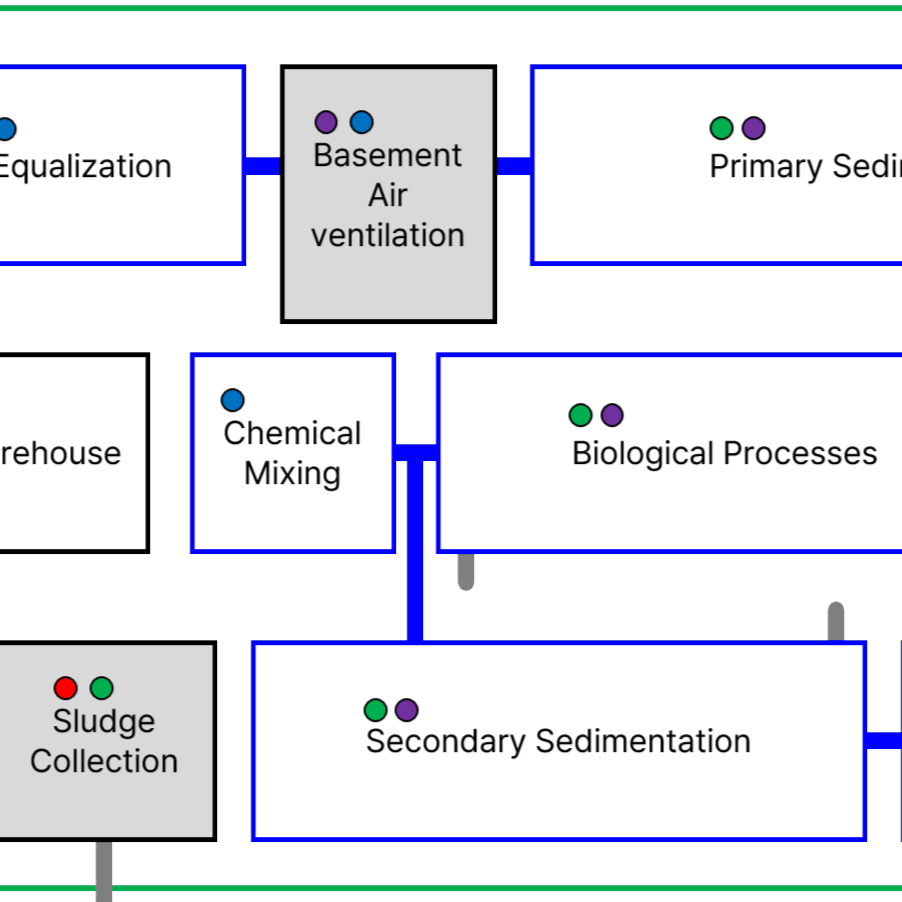 Equalization
Basement
Air
ventilation
Primary Sedi
rehouse
Chemical
Mixing
Biological Processes
Sludge
Collection
Secondary Sedimentation